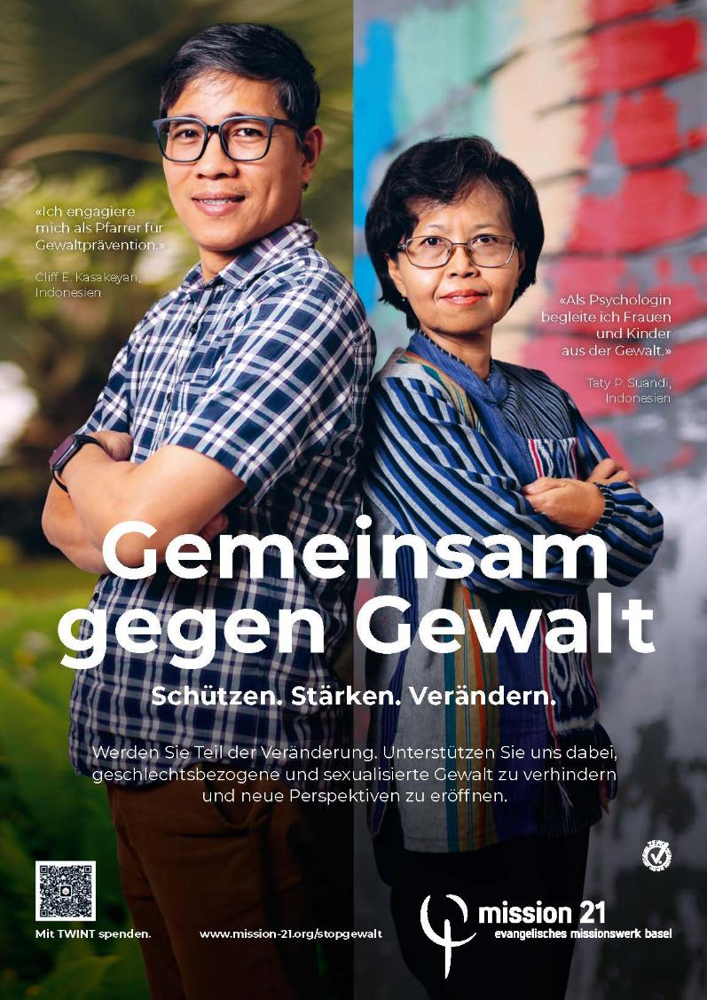 «Ich engagiere
mich als Pfarrer für
Gewaltprävention.»
Cliff E. Kasakeyan,
Indonesien
«Als Psychologin
begleite ich Frauen
und Kinder
aus der Gewalt.»
Taty P. Suandi,
Indonesien
Gemeinsam
gegen Gewalt
Schützen. Stärken. Verändern.
Werden Sie Teil der Veränderung. Unterstützen Sie uns dabei,
geschlechtsbezogene und sexualisierte Gewalt zu verhindern
und neue Perspektiven zu eröffnen.
Mit TWINT spenden.
www.mission-21.org/stopgewalt
mission 21
evangelisches missionswerk basel